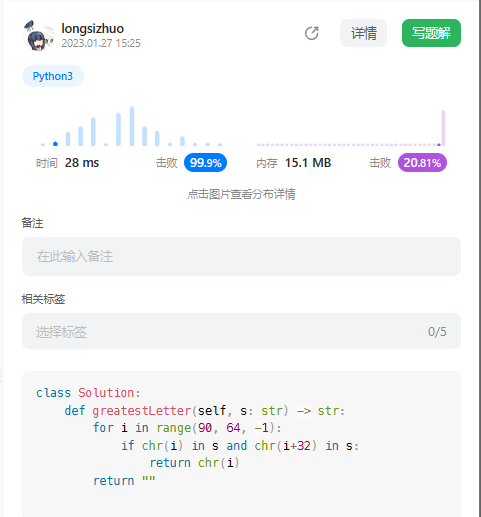 longsizhuo
2023.01.27 15:25
详情
写题解
Python3
时间 28 ms 击败 99.9% 内存 15.1 MB 击败 20.81%
点击图片查看分布详情
备注
在此输入备注
相关标签
选择标签 0/5
class Solution:
    def greatestLetter(self, s: str) -> str:
        for i in range(90, 64, -1):
            if chr(i) in s and chr(i+32) in s:
                return chr(i)
        return ""